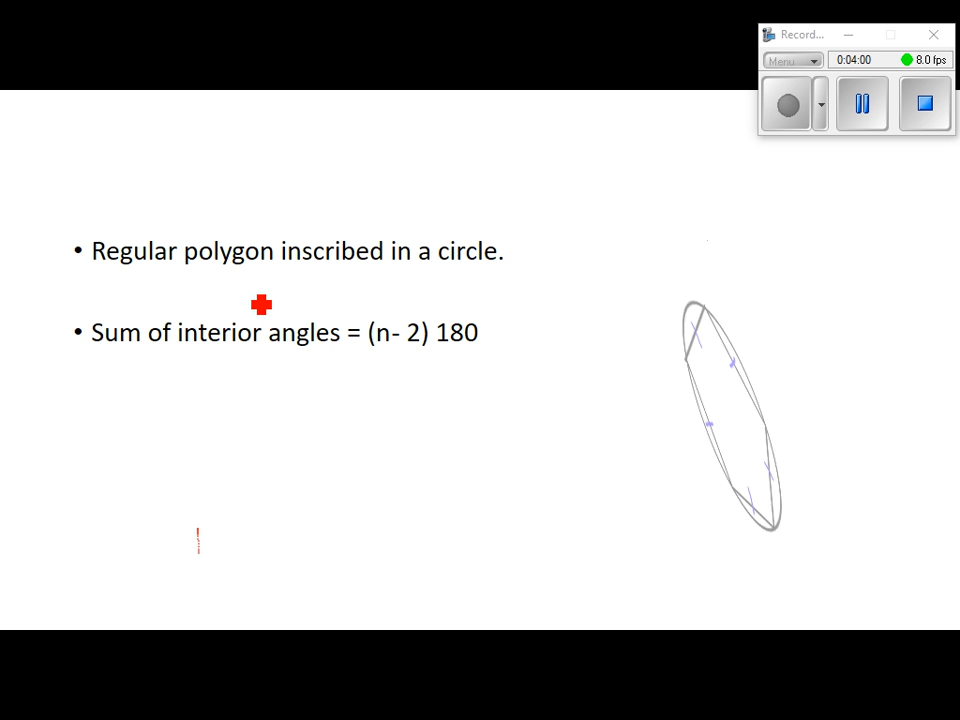 Record...
Menu
0:04:00
8.0 fps
• Regular polygon inscribed in a circle.
• Sum of interior angles = (n- 2) 180